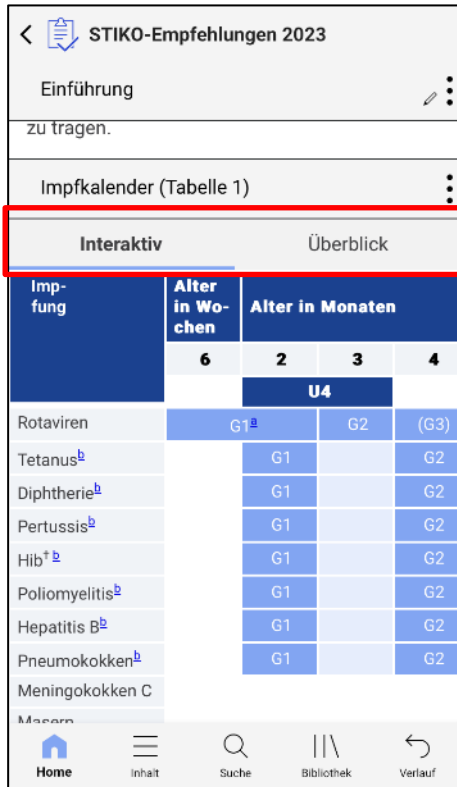 STIKO-Empfehlungen 2023
Einführung
zu tragen.
Impfkalender (Tabelle 1)
Interaktiv Überblick
Imp-
fung
Alter
in Wo-
chen
Alter in Monaten
6 2 3 4
U4
Rotaviren G1a G2 (G3)
Tetanusb G1 G2
Diphtherieb G1 G2
Pertussisb G1 G2
Hib† b G1 G2
Poliomyelitisb G1 G2
Hepatitis Bb G1 G2
Pneumokokkenb G1 G2
Meningokokken C
Masern
Home Inhalt Suche Bibliothek Verlauf